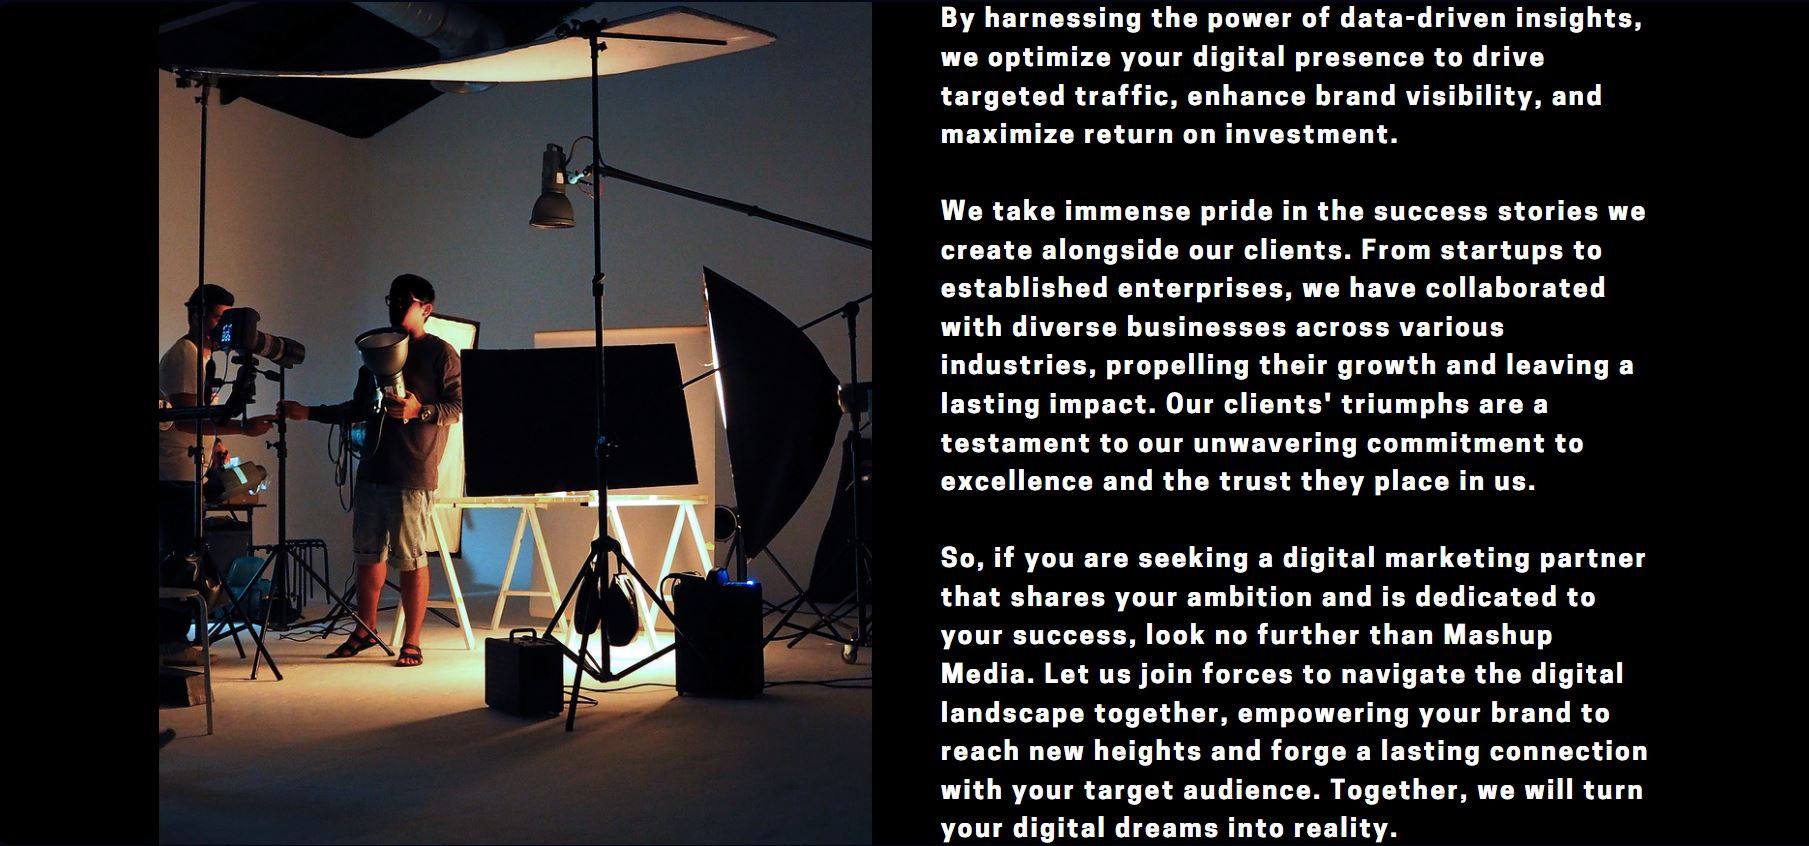 By harnessing the power of data-driven insights,
we optimize your digital presence to drive
targeted traffic, enhance brand visibility, and
maximize return on investment.
We take immense pride in the success stories we
create alongside our clients. From startups to
established enterprises, we have collaborated
with diverse businesses across various
industries, propelling their growth and leaving a
lasting impact. Our clients' triumphs are a
testament to our unwavering commitment to
excellence and the trust they place in us.
So, if you are seeking a digital marketing partner
that shares your ambition and is dedicated to
your success, look no further than Mashup
Media. Let us join forces to navigate the digital
landscape together, empowering your brand to
reach new heights and forge a lasting connection
with your target audience. Together, we will turn
your digital dreams into reality.